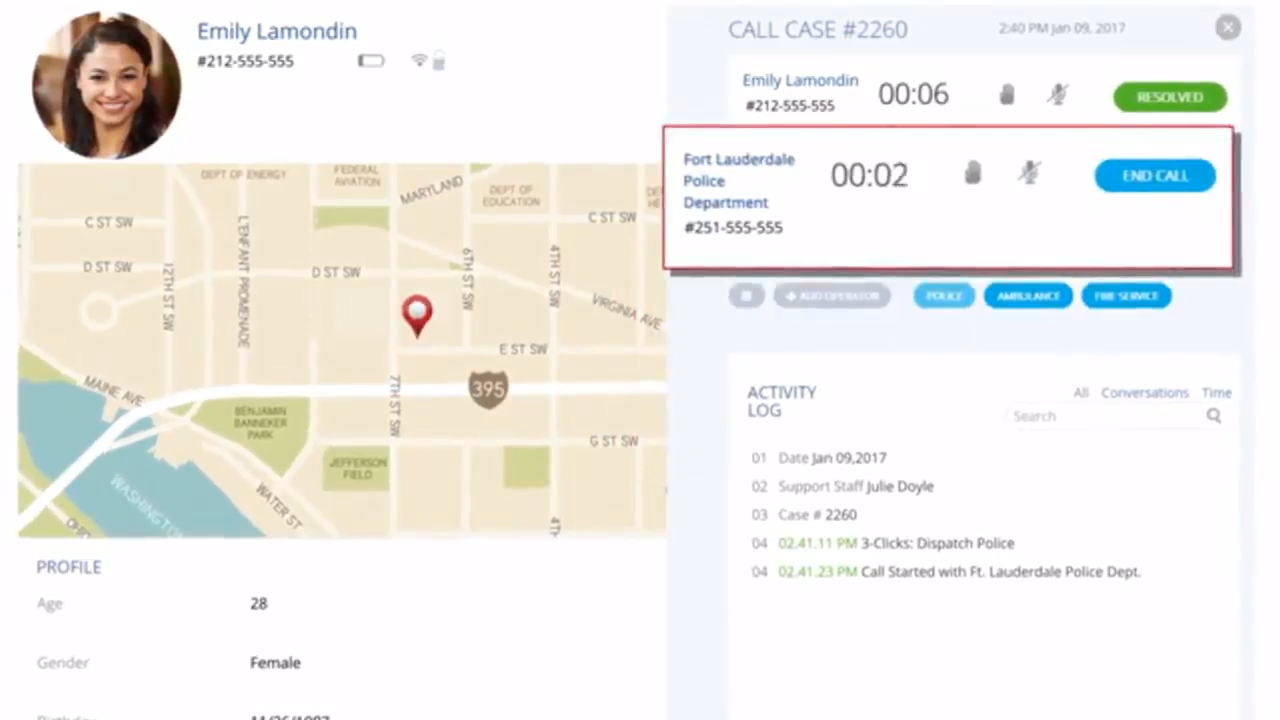 Emily Lamondin
#212-555-555
DEPT OF ENERGY
FEDERAL
AVIATION
MARYLAND
DEPT OF
EDUCATION
C ST SW
C ST SW
D ST SW
D ST SW
12TH ST SW
L'ENFANT PROMENADE
6TH ST SW
4TH ST SW
VIRGINIA AVE
E ST SW
395
7TH ST SW
MAINE AVE
BENJAMIN
BANNEKER
PARK
G ST SW
JEFFERSON
FIELD
WASHINGTON
WATER ST
OHIO
4TH
PROFILE
Age 28
Gender Female
CALL CASE #2260 2:40 PM Jan 09, 2017
Emily Lamondin
#212-555-555
00:06
RESOLVED
Fort Lauderdale
Police
Department
#251-555-555
00:02
END CALL
ADD OPERATOR POLICE AMBULANCE FIRE SERVICE
ACTIVITY
LOG
All Conversations Time
Search
01 Date Jan 09,2017
02 Support Staff Julie Doyle
03 Case # 2260
04 02.41.11 PM 3-Clicks: Dispatch Police
04 02.41.23 PM Call Started with Ft. Lauderdale Police Dept.